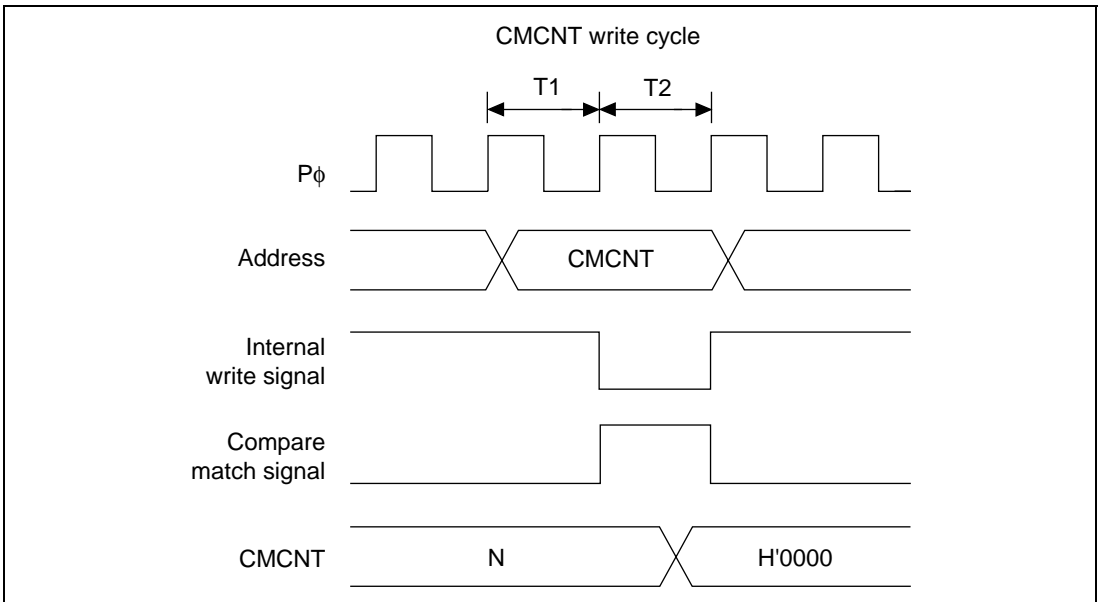 CMCNT write cycle
T1 T2
Pϕ
Address CMCNT
Internal
write signal
Compare
match signal
CMCNT N H'0000